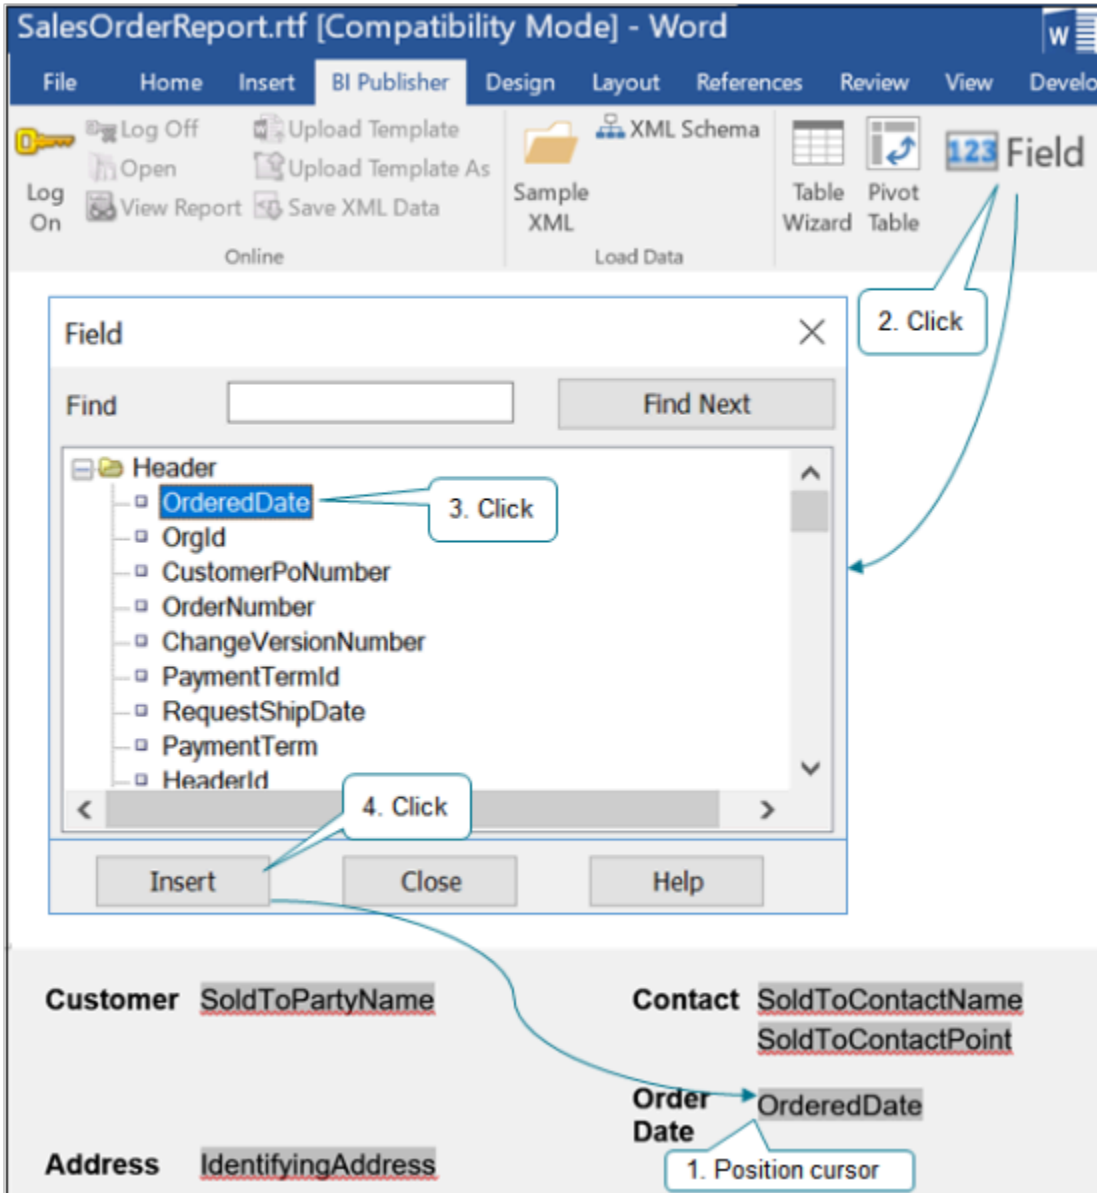 SalesOrderReport.rtf [Compatibility Mode] - Word
W
File Home Insert BI Publisher Design Layout References Review View Develo
Log On
Log Off
Open
View Report
Upload Template
Upload Template As
Save XML Data
Online
Sample XML
XML Schema
Load Data
Table Wizard
Pivot Table
123 Field
2. Click
Field
Find
Find Next
Header
OrderedDate
3. Click
OrgId
CustomerPoNumber
OrderNumber
ChangeVersionNumber
PaymentTermId
RequestShipDate
PaymentTerm
HeaderId
4. Click
Insert Close Help
Customer SoldToPartyName
Contact SoldToContactName
SoldToContactPoint
Order Date OrderedDate
1. Position cursor
Address IdentifyingAddress